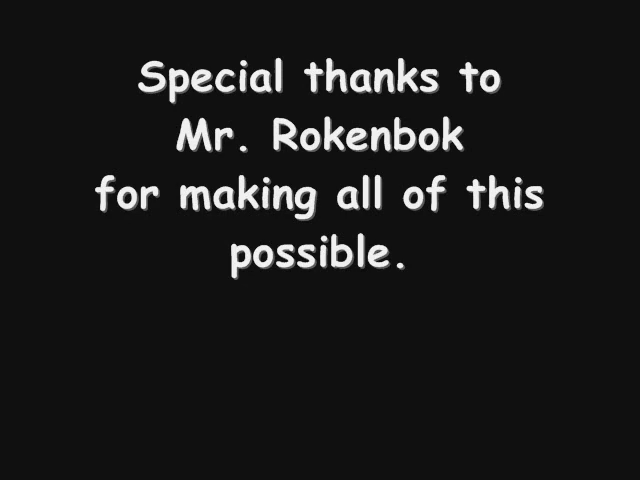 Special thanks to
Mr. Rokenbok
for making all of this
possible.